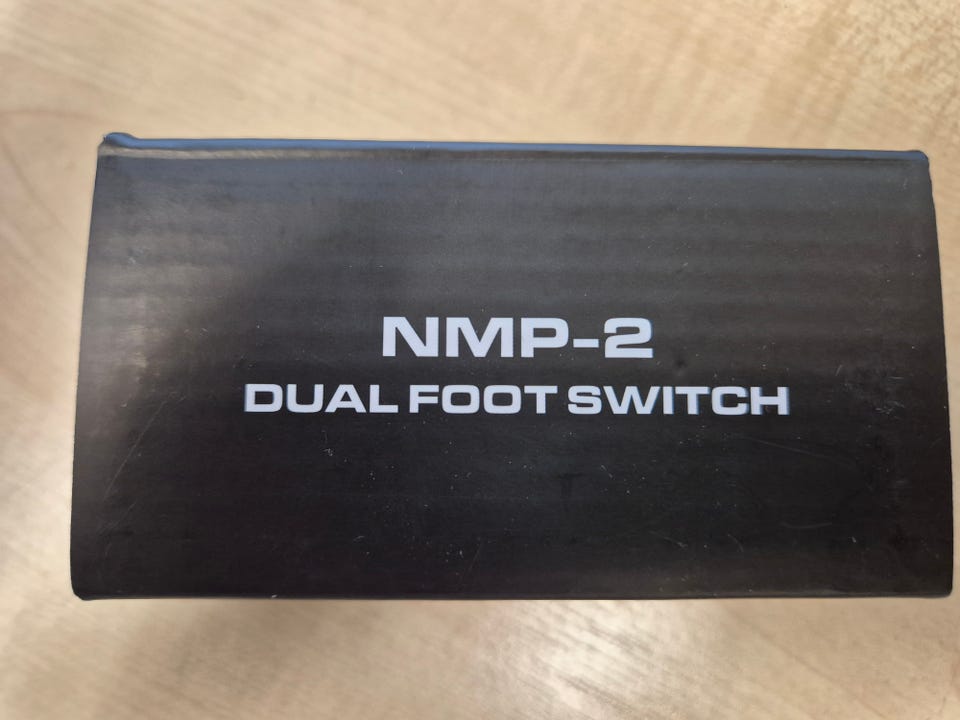 NMP-2
DUAL FOOT SWITCH